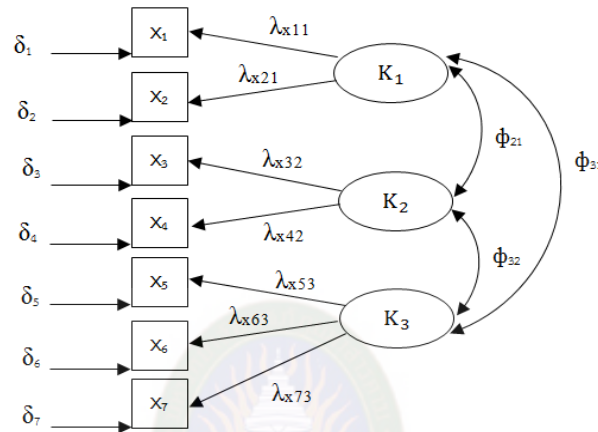 δ₁ X₁ λx11 K₁
δ₂ X₂ λx21
δ₃ X₃ λx32 K₂ ϕ₂₁ ϕ₃₁
δ₄ X₄ λx42
δ₅ X₅ λx53 K₃ ϕ₃₂
δ₆ X₆ λx63
δ₇ X₇ λx73